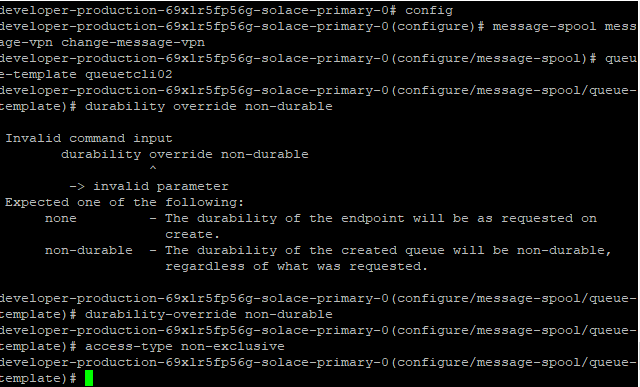 developer-production-69xlr5fp56g-solace-primary-0# config
developer-production-69xlr5fp56g-solace-primary-0(configure)# message-spool mess
age-vpn change-message-vpn
developer-production-69xlr5fp56g-solace-primary-0(configure/message-spool)# queu
e-template queuetcli02
developer-production-69xlr5fp56g-solace-primary-0(configure/message-spool/queue-
template)# durability override non-durable
Invalid command input
durability override non-durable
^
-> invalid parameter
Expected one of the following:
none - The durability of the endpoint will be as requested on
create.
non-durable - The durability of the created queue will be non-durable,
regardless of what was requested.
developer-production-69xlr5fp56g-solace-primary-0(configure/message-spool/queue-
template)# durability-override non-durable
developer-production-69xlr5fp56g-solace-primary-0(configure/message-spool/queue-
template)# access-type non-exclusive
developer-production-69xlr5fp56g-solace-primary-0(configure/message-spool/queue-
template)#